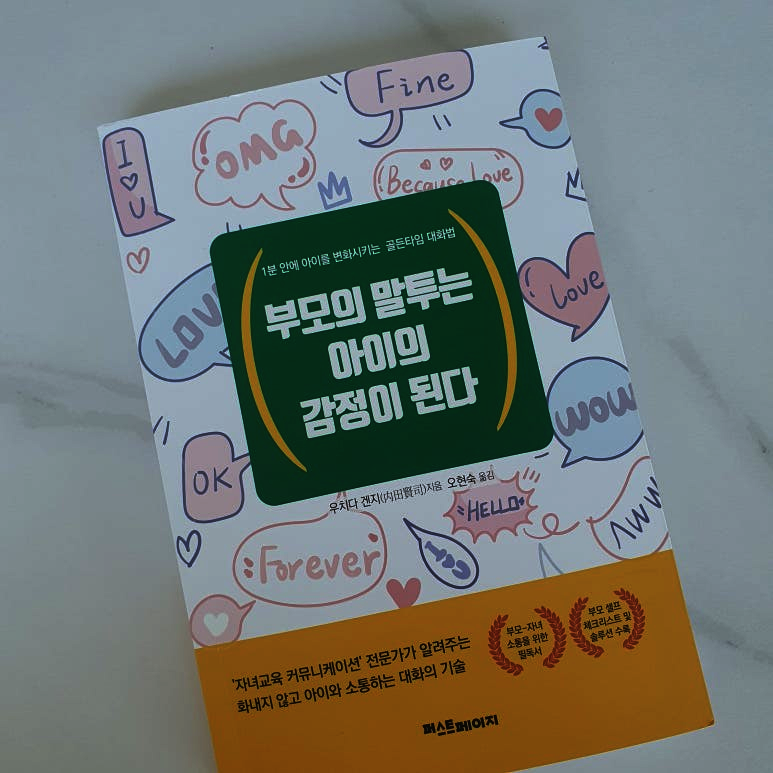 Fine
I
U
OMG
Because Love
1분 안에 아이를 변화시키는 골든타임 대화법
부모의 말투는
아이의
감정이 된다
LOVE
Love
WOW
OK
우치다 겐지(内田賢司)지음 오현숙 옮김
HELLO
Forever
부모-자녀
소통을 위한
필독서
부모 셀프
체크리스트 및
솔루션 수록
'자녀교육 커뮤니케이션' 전문가가 알려주는
화내지 않고 아이와 소통하는 대화의 기술
퍼스트페이지